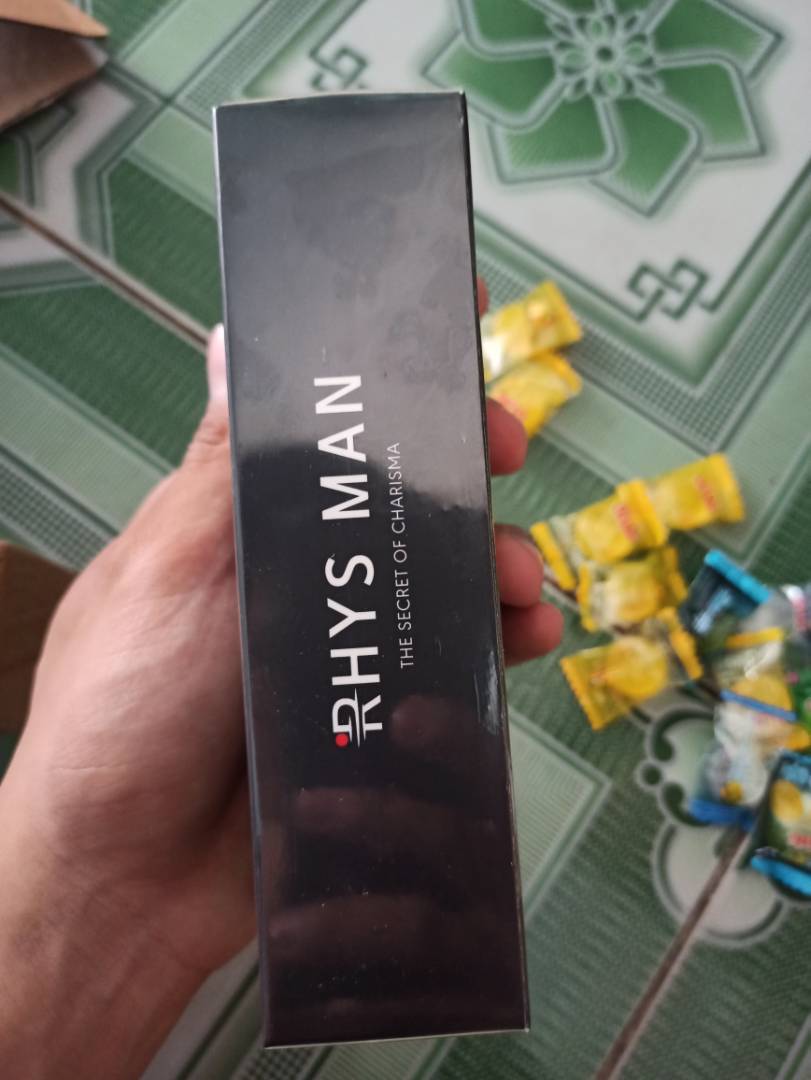 RHYS MAN
THE SECRET OF CHARISMA